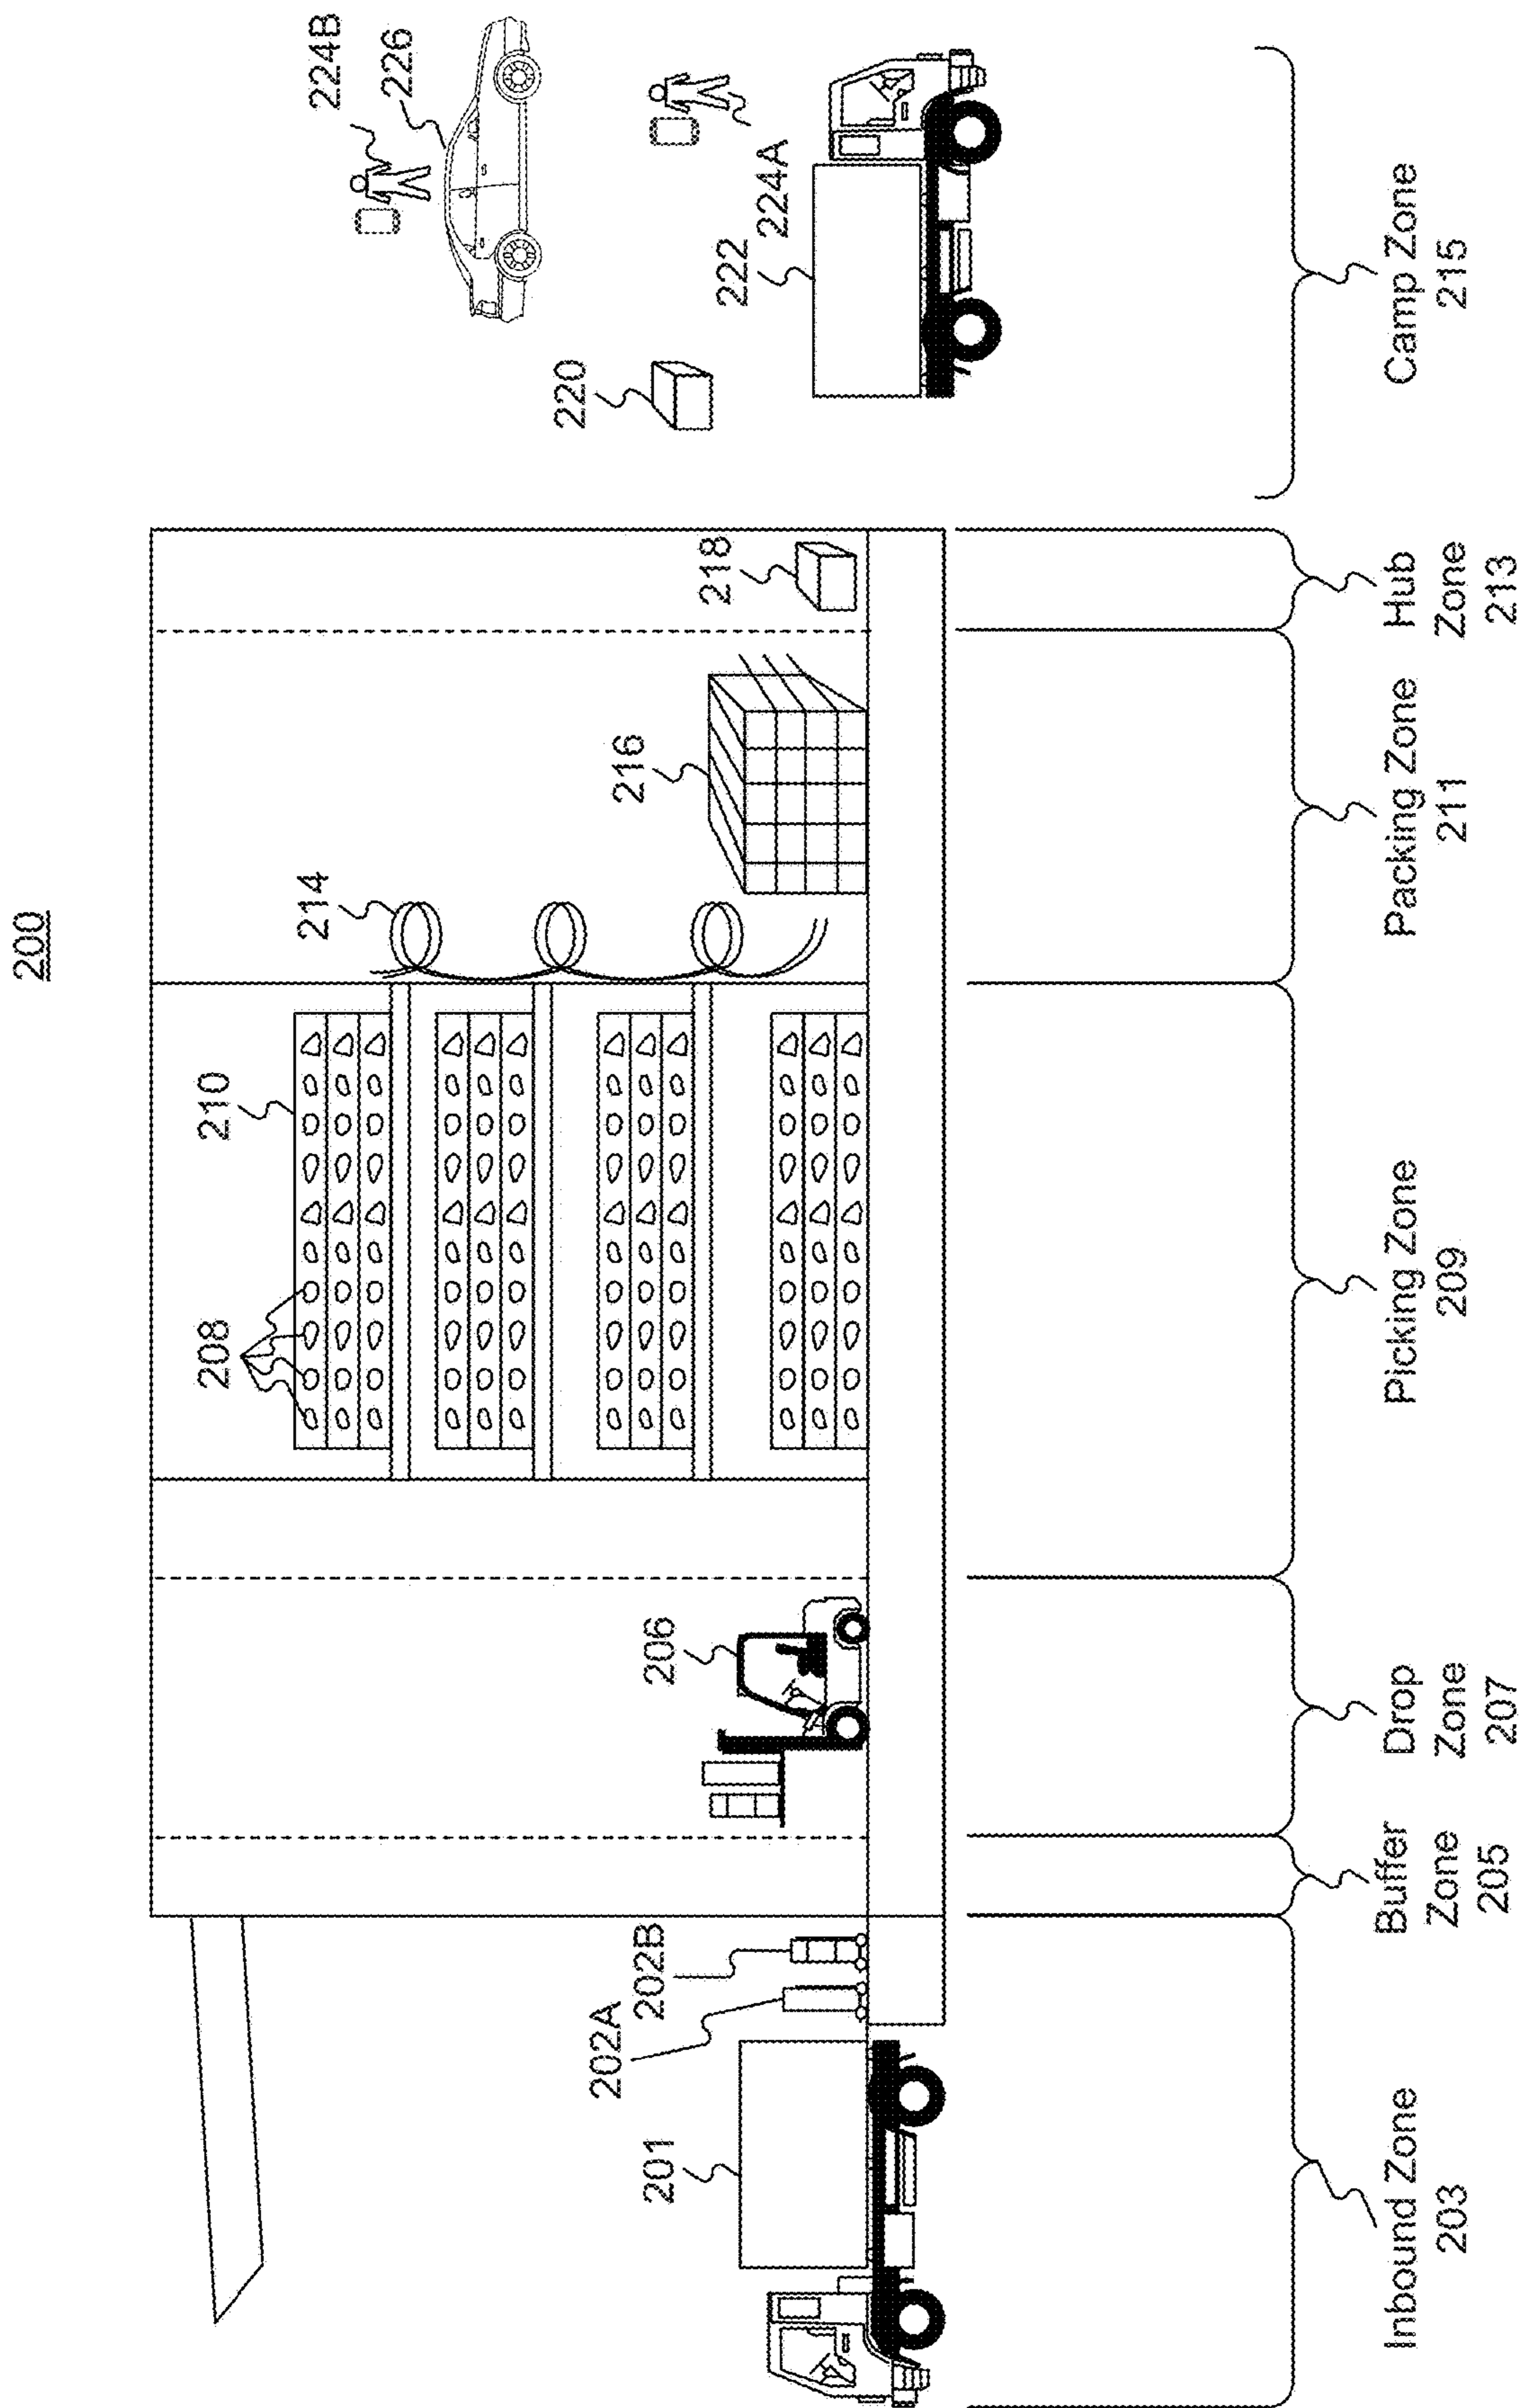 200
224B
226
224A
222
220
218
216
214
210
208
206
202B
202A
201
Inbound Zone
203
Buffer
Zone
205
Drop
Zone
207
Picking Zone
209
Packing Zone
211
Hub
Zone
213
Camp Zone
215